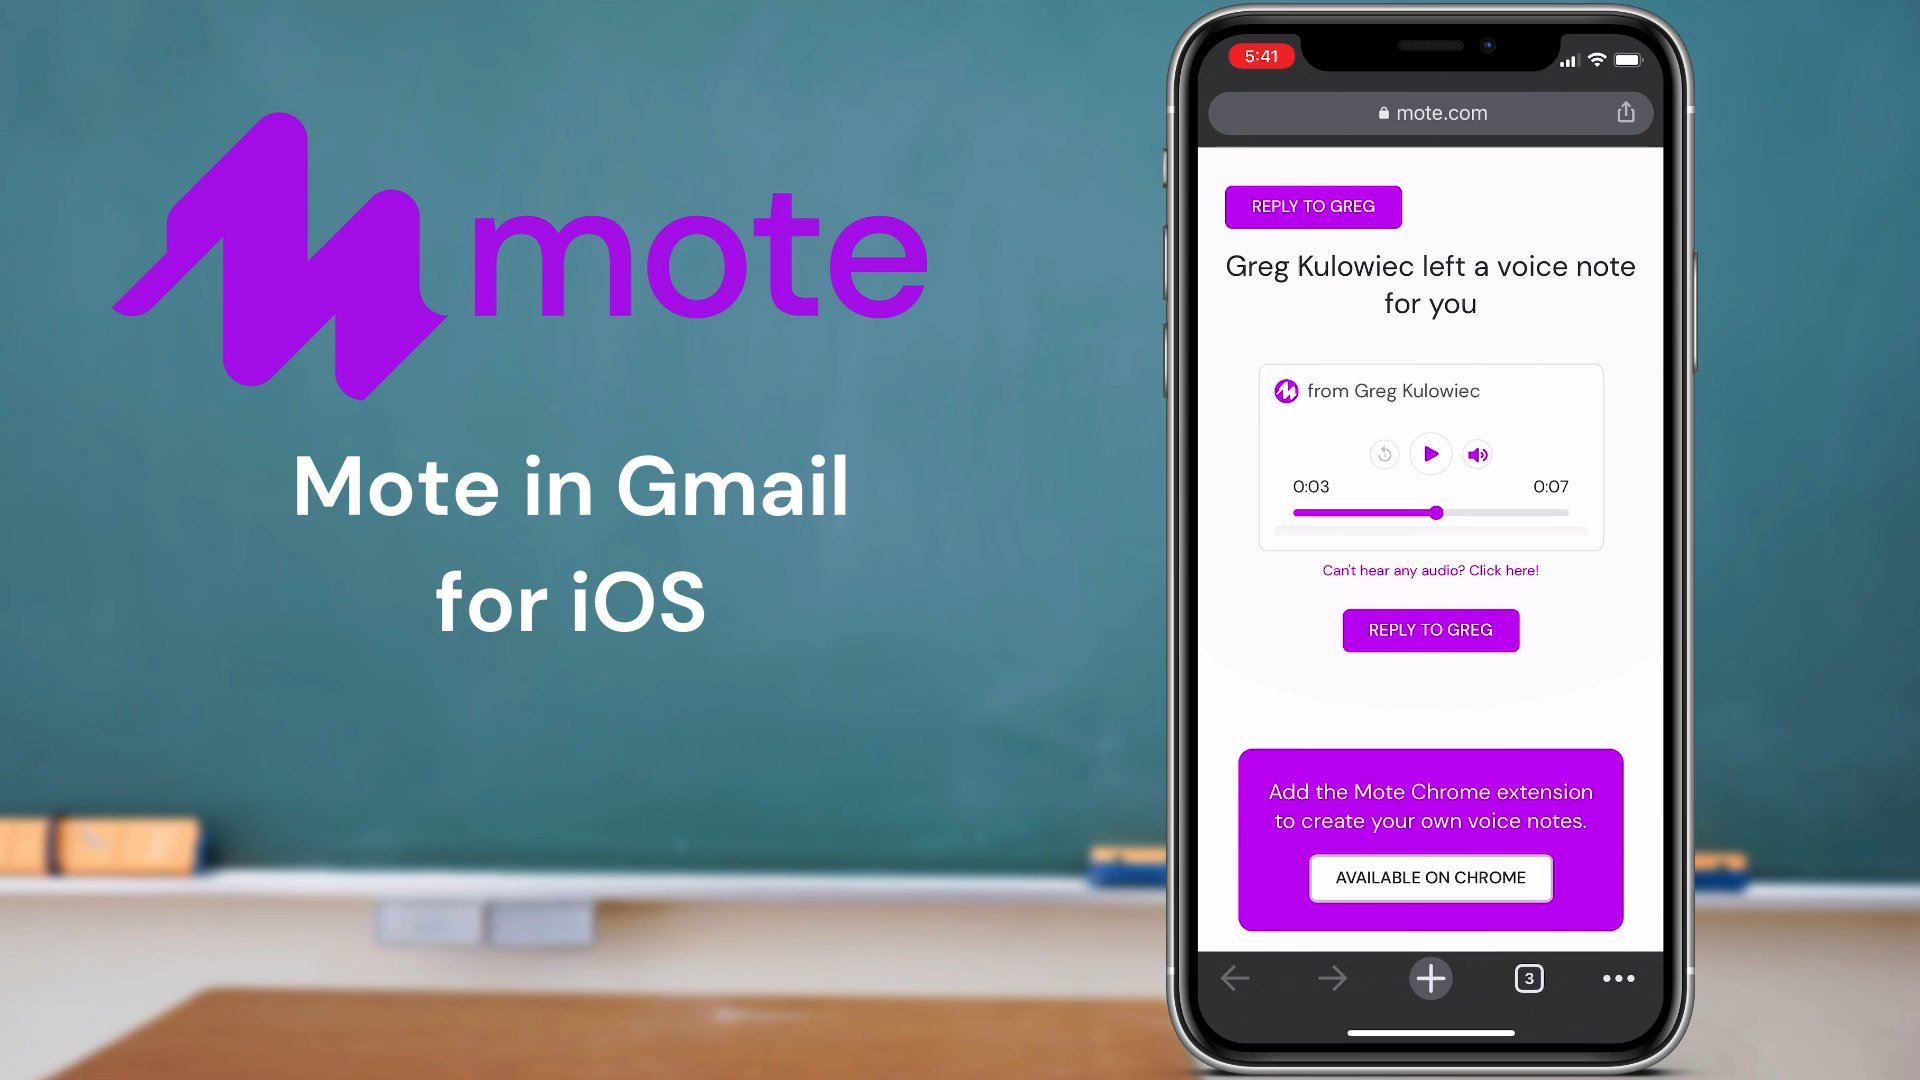 mote
Mote in Gmail
for iOS
5:41
mote.com
REPLY TO GREG
Greg Kulowiec left a voice note
for you
from Greg Kulowiec
5
0:03
0:07
Can't hear any audio? Click here!
REPLY TO GREG
Add the Mote Chrome extension
to create your own voice notes.
AVAILABLE ON CHROME
3